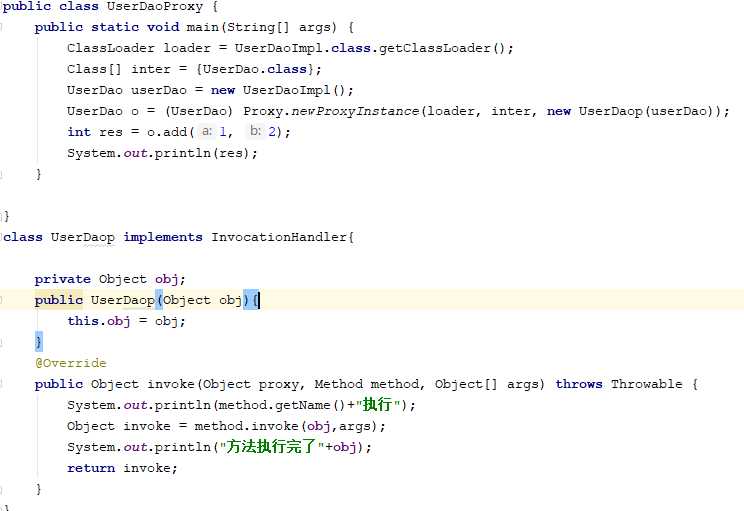 public class UserDaoProxy {
    public static void main(String[] args) {
        ClassLoader loader = UserDaoImpl.class.getClassLoader();
        Class[] inter = {UserDao.class};
        UserDao userDao = new UserDaoImpl();
        UserDao o = (UserDao) Proxy.newProxyInstance(loader, inter, new UserDaop(userDao));
        int res = o.add( a: 1, b: 2);
        System.out.println(res);
    }
}
class UserDaop implements InvocationHandler{
    private Object obj;
    public UserDaop(Object obj){
        this.obj = obj;
    }
    @Override
    public Object invoke(Object proxy, Method method, Object[] args) throws Throwable {
        System.out.println(method.getName()+"执行");
        Object invoke = method.invoke(obj,args);
        System.out.println("方法执行完了"+obj);
        return invoke;
    }
}